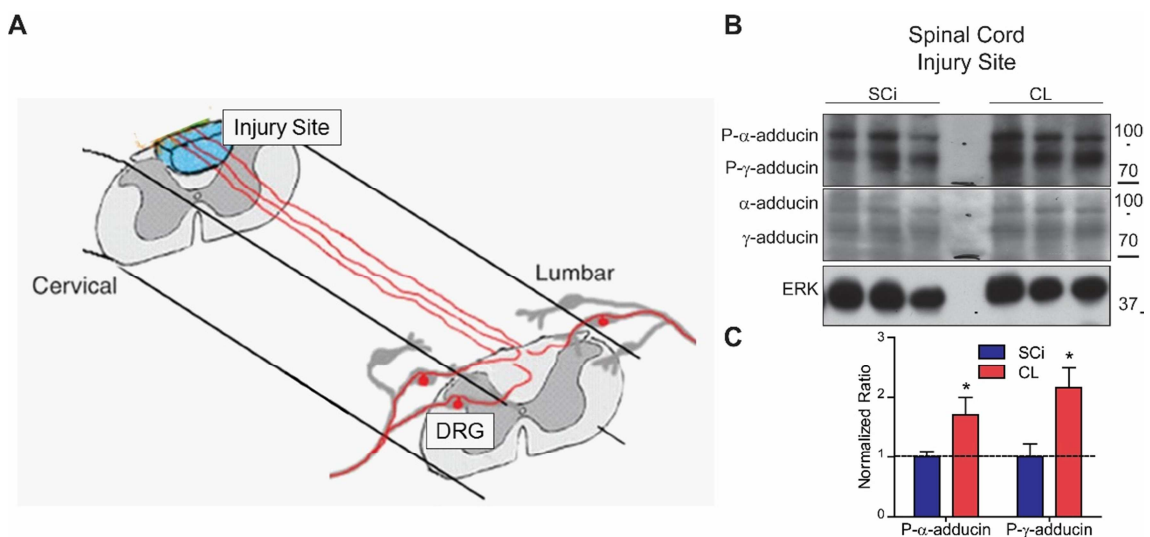 A
Injury Site
Cervical
Lumbar
DRG
B
Spinal Cord
Injury Site
SCi
CL
P-α-adducin
P-γ-adducin
100
-
70
α-adducin
γ-adducin
100
-
70
ERK
37
C
3
2
1
0
Normalized Ratio
SCi
CL
*
*
P-α-adducin
P-γ-adducin